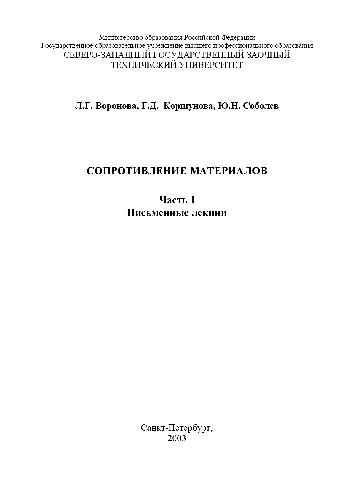 Министерство образования Российской Федерации
Государственное образовательное учреждение высшего профессионального образования
СЕВЕРО-ЗАПАДНЫЙ ГОСУДАРСТВЕННЫЙ ЗАОЧНЫЙ
ТЕХНИЧЕСКИЙ УНИВЕРСИТЕТ
Л.Г. Воронова, Г.Д. Коршунова, Ю.Н. Соболев
СОПРОТИВЛЕНИЕ МАТЕРИАЛОВ
Часть 1
Письменные лекции
Санкт-Петербург,
2003